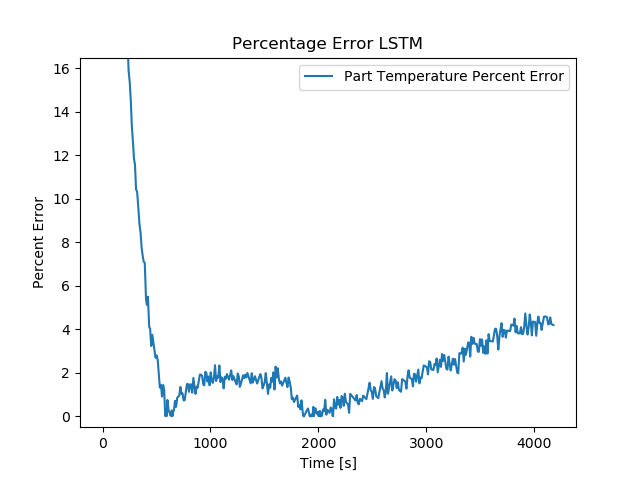 Percentage Error LSTM
Part Temperature Percent Error
16
14
12
10
8
6
4
2
0
Percent Error
0 1000 2000 3000 4000
Time [s]